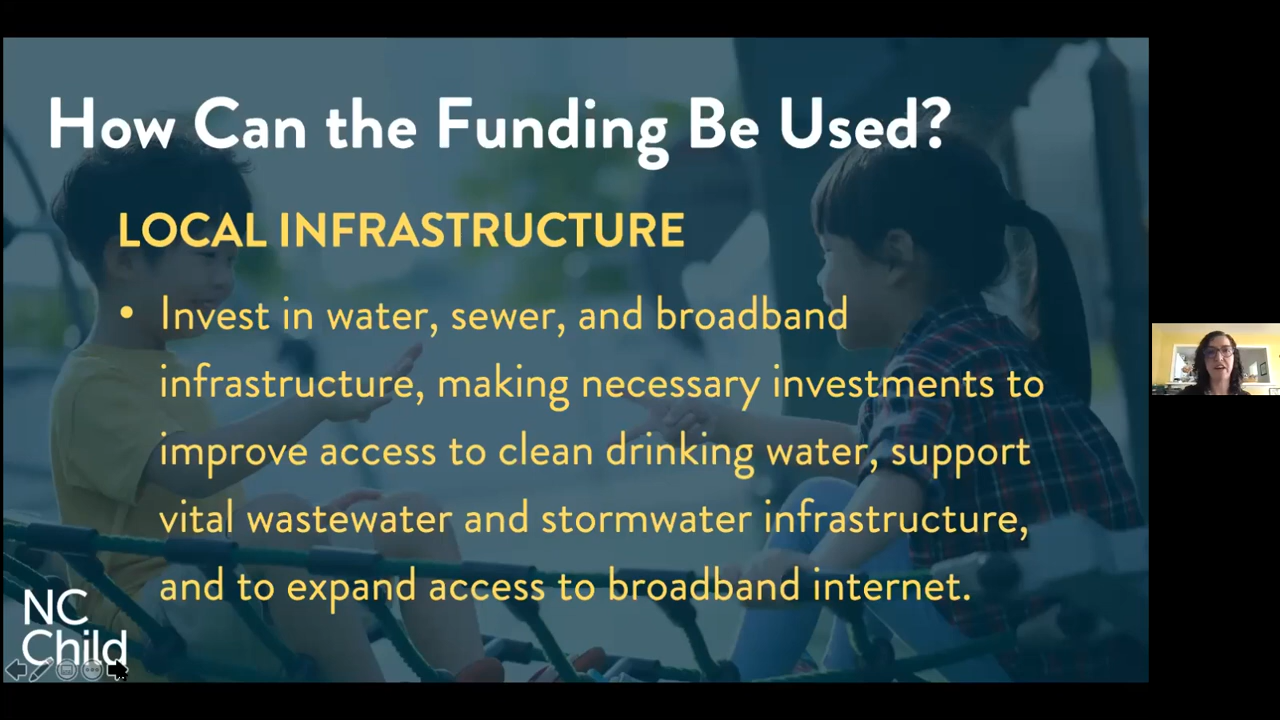 How Can the Funding Be Used?
LOCAL INFRASTRUCTURE
• Invest in water, sewer, and broadband
infrastructure, making necessary investments to
improve access to clean drinking water, support
vital wastewater and stormwater infrastructure,
and to expand access to broadband internet.
NC
Child